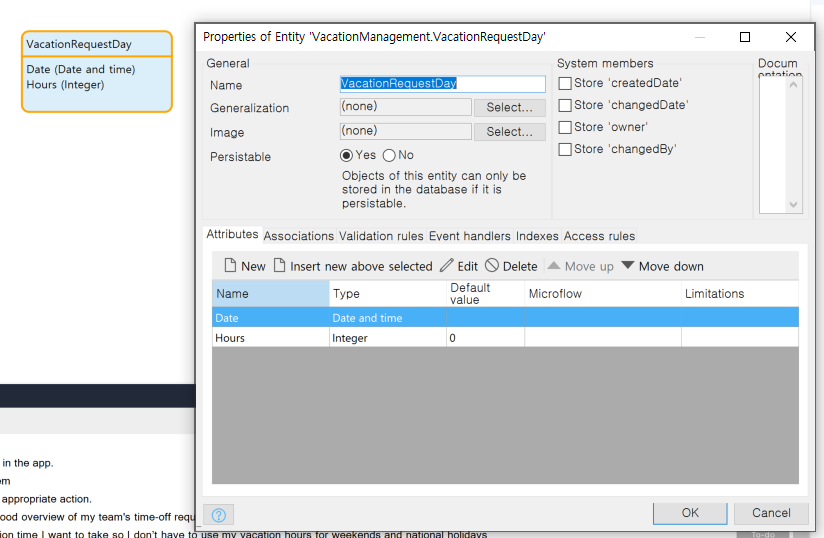 VacationRequestDay
Date (Date and time)
Hours (Integer)
Properties of Entity 'VacationManagement.VacationRequestDay'
General
Name
VacationRequestDay
Generalization
(none)
Select...
Image
(none)
Select...
Persistable
Yes
No
Objects of this entity can only be
stored in the database if it is
persistable.
System members
Store 'createdDate'
Store 'changedDate'
Store 'owner'
Store 'changedBy'
Docum
entation
Attributes Associations Validation rules Event handlers Indexes Access rules
New Insert new above selected Edit Delete Move up Move down
Name Type Default value Microflow Limitations
Date Date and time
Hours Integer 0
OK Cancel
in the app.
em
appropriate action.
ood overview of my team's time-off requ
ion time I want to take so I don't have to use my vacation hours for weekends and national holidays
To-do